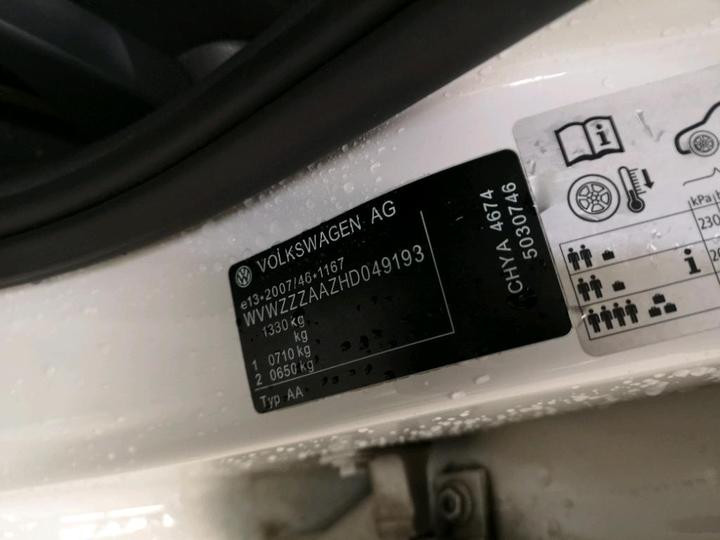 VOLKSWAGEN AG
e13*2007/46*1167
WVWZZZAAZHD049193
1330 kg
kg
1 0710 kg
2 0650 kg
Typ AA
CHYA 4674
5030746
i
kPa/
230
i